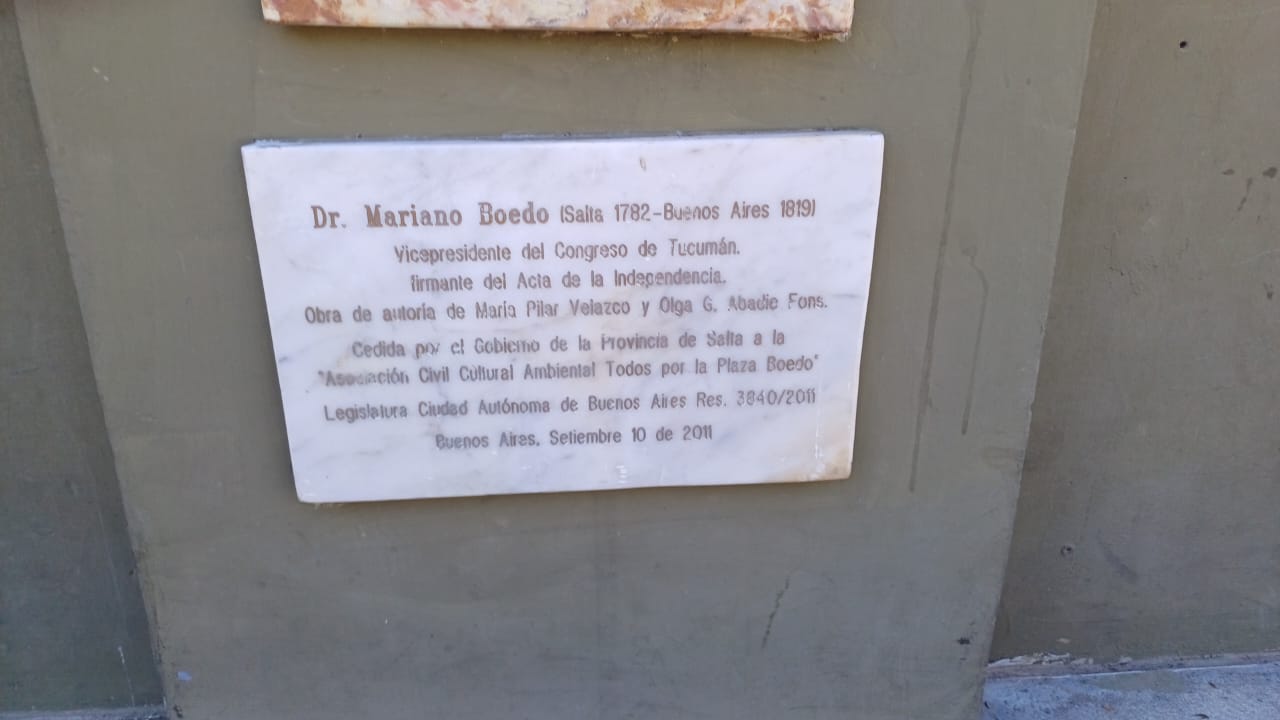 Dr. Mariano Boedo (Salta 1782-Buenos Aires 1819)
Vicepresidente del Congreso de Tucumán.
firmante del Acta de la Independencia.
Obra de autoría de María Pilar Velazco y Olga G. Abadie Fons.
Cedida por el Gobierno de la Provincia de Salta a la
"Asociación Civil Cultural Ambiental Todos por la Plaza Boedo"
Legislatura Ciudad Autónoma de Buenos Aires Res. 3840/2011
Buenos Aires, Setiembre 10 de 2011